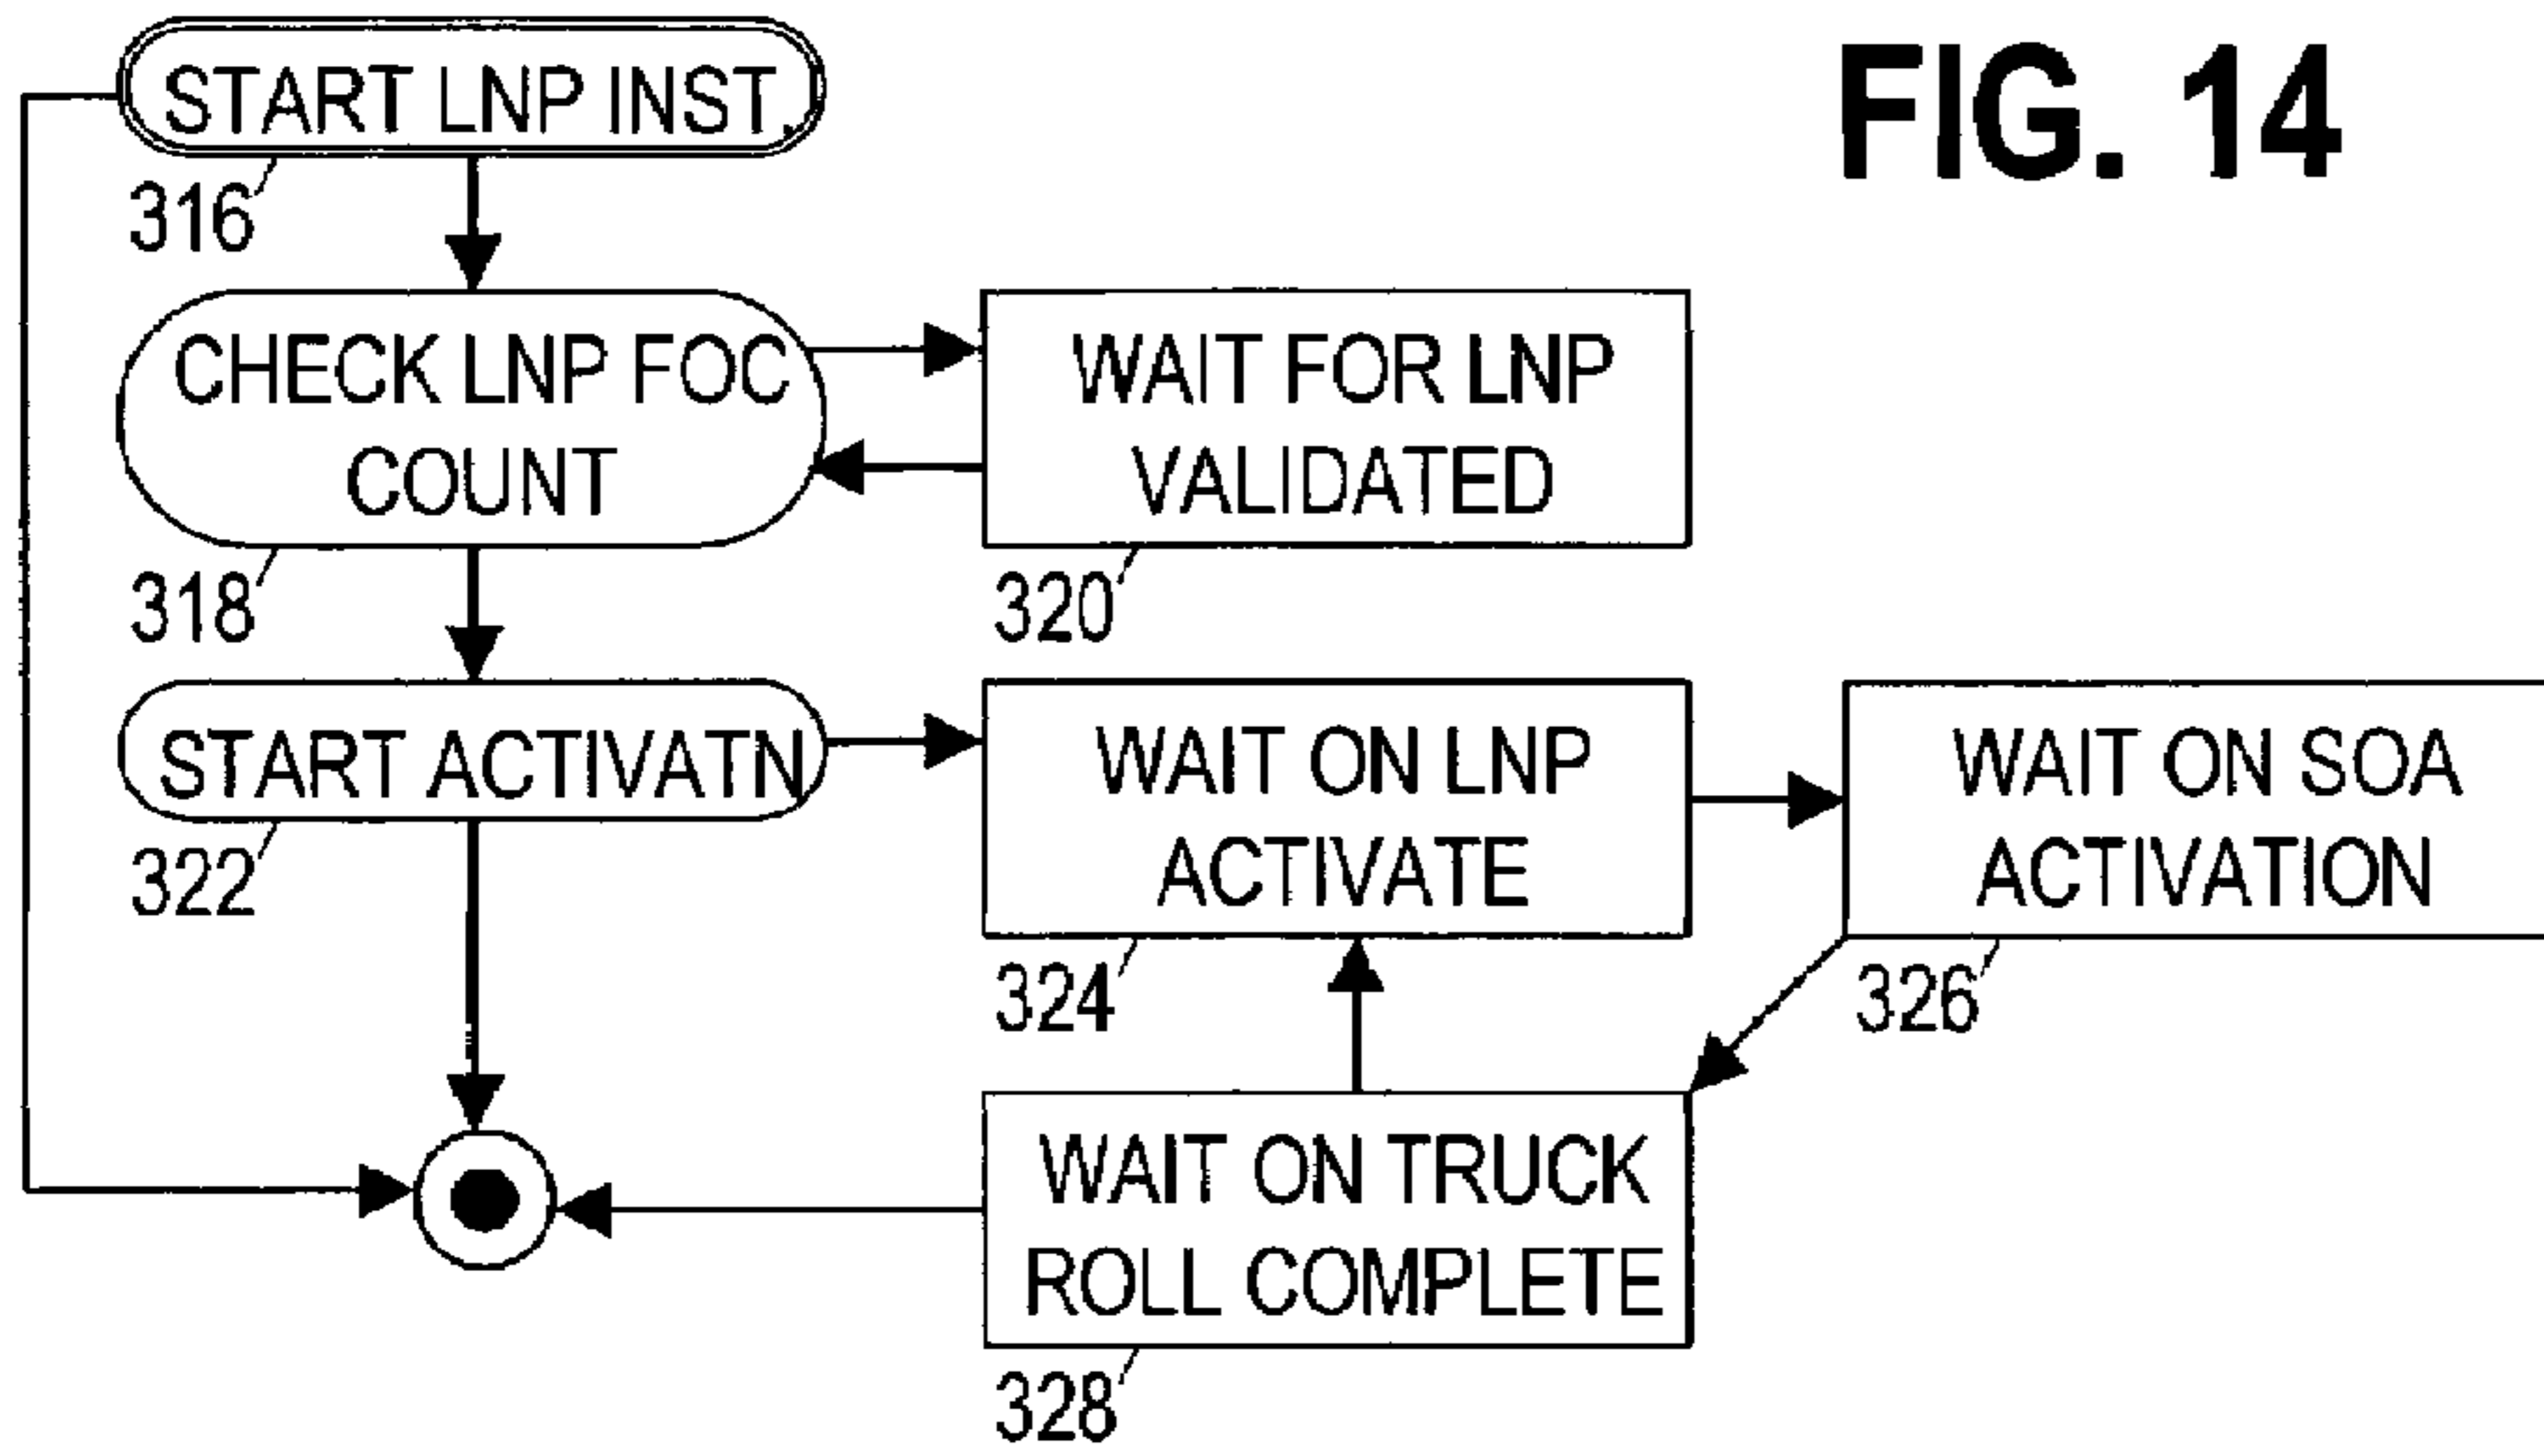 FIG. 14
START LNP INST.
316
CHECK LNP FOC
COUNT
318
WAIT FOR LNP
VALIDATED
320
START ACTIVATN
322
WAIT ON LNP
ACTIVATE
324
WAIT ON SOA
ACTIVATION
326
WAIT ON TRUCK
ROLL COMPLETE
328